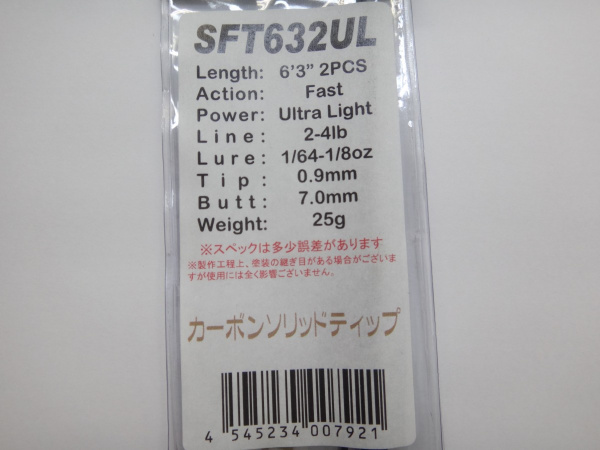 SFT632UL
Length: 6’3” 2PCS
Action: Fast
Power: Ultra Light
Line: 2-4lb
Lure: 1/64-1/8oz
Tip: 0.9mm
Butt: 7.0mm
Weight: 25g
※スペックは多少誤差があります
※製作工程上、塗装の継ぎ目がある場合がございま
すが使用には全く影響ございません。
カーボンソリッドティップ
4 545234 007921